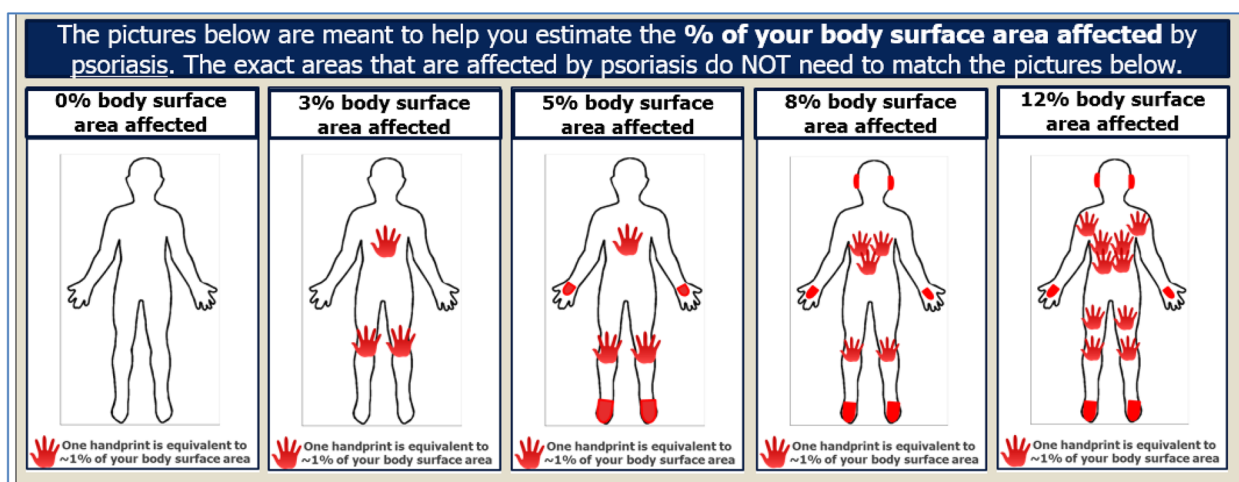 The pictures below are meant to help you estimate the % of your body surface area affected by
psoriasis. The exact areas that are affected by psoriasis do NOT need to match the pictures below.
0% body surface
area affected
One handprint is equivalent to
~1% of your body surface area
3% body surface
area affected
One handprint is equivalent to
~1% of your body surface area
5% body surface
area affected
One handprint is equivalent to
~1% of your body surface area
8% body surface
area affected
One handprint is equivalent to
~1% of your body surface area
12% body surface
area affected
One handprint is equivalent to
~1% of your body surface area